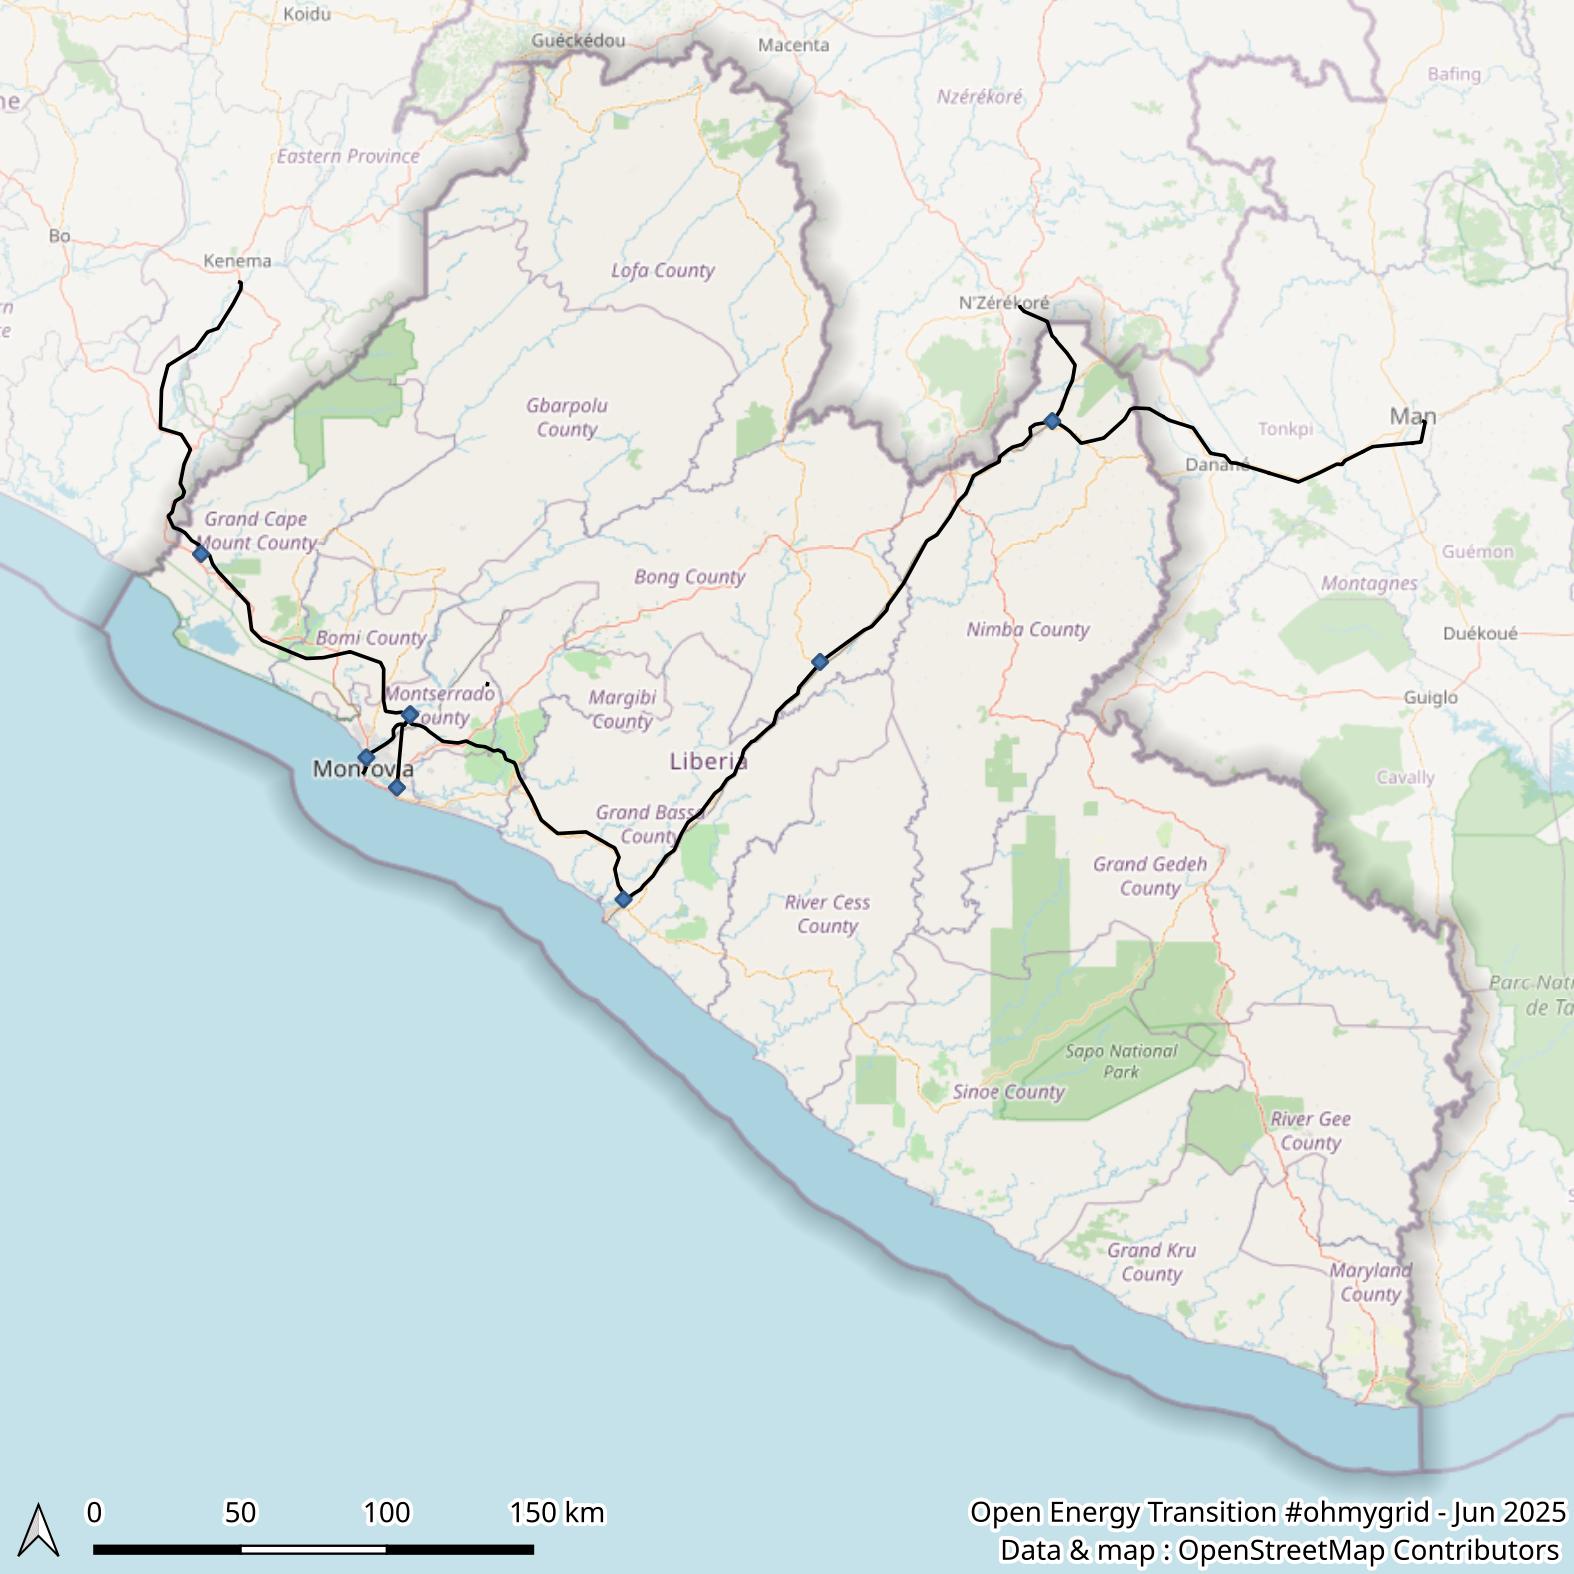 Koidu
Guéckédou
Macenta
Bafing
Nzérékoré
Eastern Province
Bo
Kenema
Lofa County
N'Zérékoré
Gbarpolu
County
Man
Tonkpi
Danané
Grand Cape
Mount County
Guémon
Bong County
Montagnes
Nimba County
Duékoué
Bomi County
Montserrado
County
Margibi
County
Guiglo
Monrovia
Liberia
Cavally
Grand Bassa
County
Grand Gedeh
County
River Cess
County
Parc Nati
de Ta
Sapo National
Park
Sinoe County
River Gee
County
Grand Kru
County
Maryland
County
0 50 100 150 km
Open Energy Transition #ohmygrid - Jun 2025
Data & map : OpenStreetMap Contributors